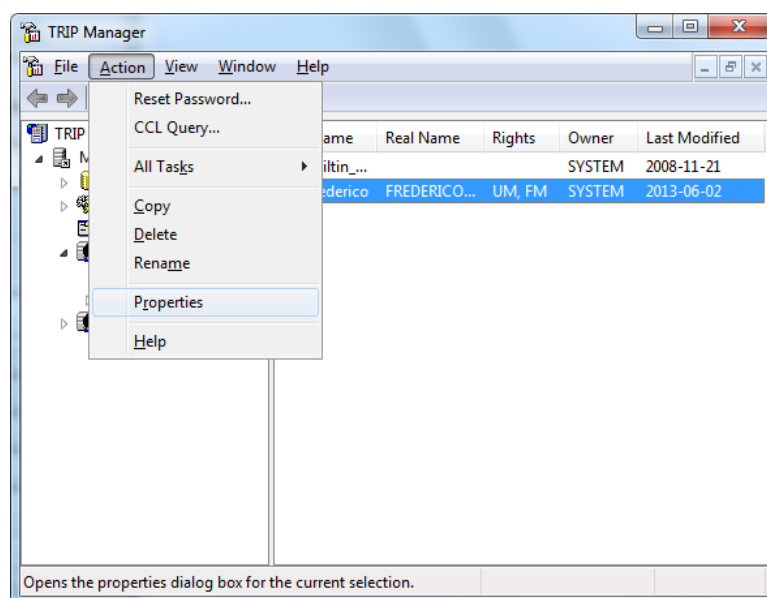 TRIP Manager
File Action View Window Help
Reset Password...
CCL Query...
All Tasks
Copy
Delete
Rename
Properties
Help
TRIP
ame Real Name Rights Owner Last Modified
iltin_... SYSTEM 2008-11-21
ederico FREDERICO... UM, FM SYSTEM 2013-06-02
Opens the properties dialog box for the current selection.